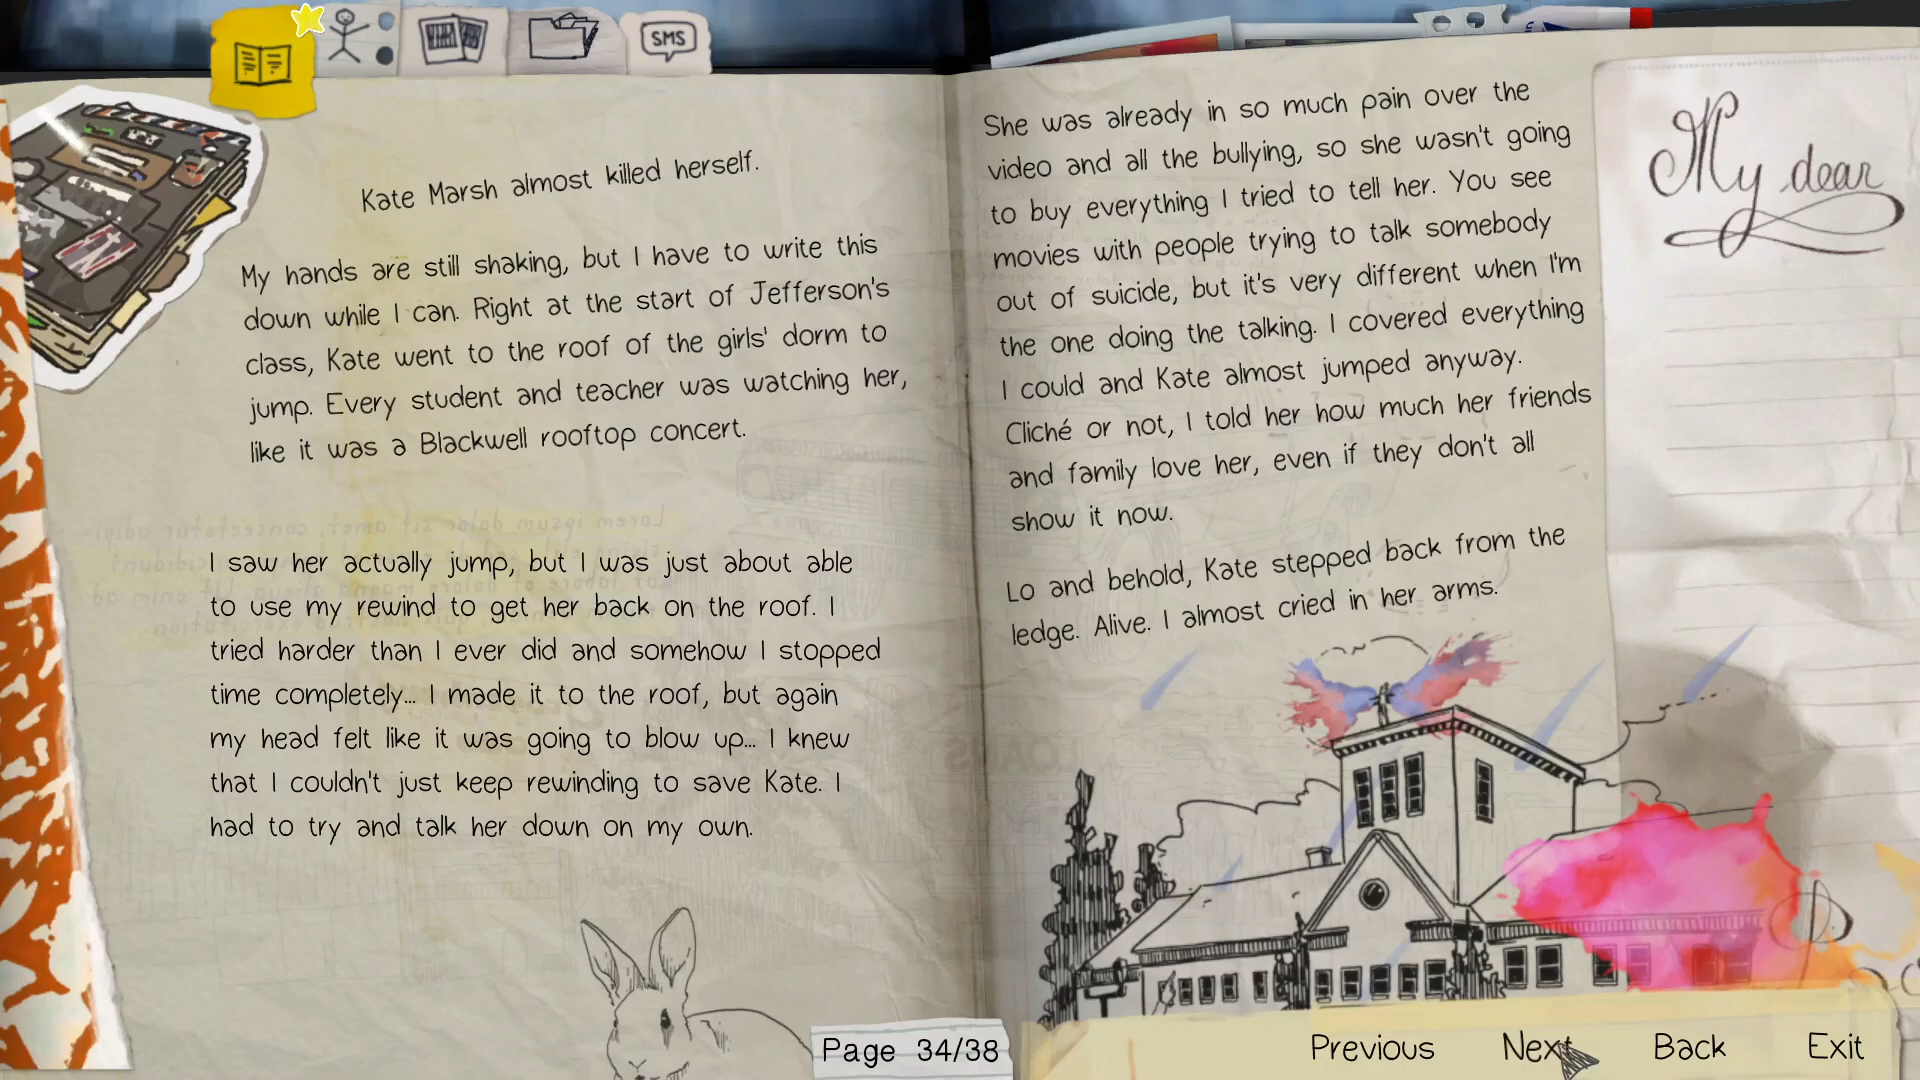 SMS
Kate Marsh almost killed herself.
My hands are still shaking, but I have to write this
down while I can. Right at the start of Jefferson's
class, Kate went to the roof of the girls' dorm to
jump. Every student and teacher was watching her,
like it was a Blackwell rooftop concert.
I saw her actually jump, but I was just about able
to use my rewind to get her back on the roof. I
tried harder than I ever did and somehow I stopped
time completely... I made it to the roof, but again
my head felt like it was going to blow up... I knew
that I couldn't just keep rewinding to save Kate. I
had to try and talk her down on my own.
She was already in so much pain over the
video and all the bullying, so she wasn't going
to buy everything I tried to tell her. You see
movies with people trying to talk somebody
out of suicide, but it's very different when I'm
the one doing the talking. I covered everything
I could and Kate almost jumped anyway.
Cliché or not, I told her how much her friends
and family love her, even if they don't all
show it now.
Lo and behold, Kate stepped back from the
ledge. Alive. I almost cried in her arms.
My dear
Page 34/38
Previous Next Back Exit